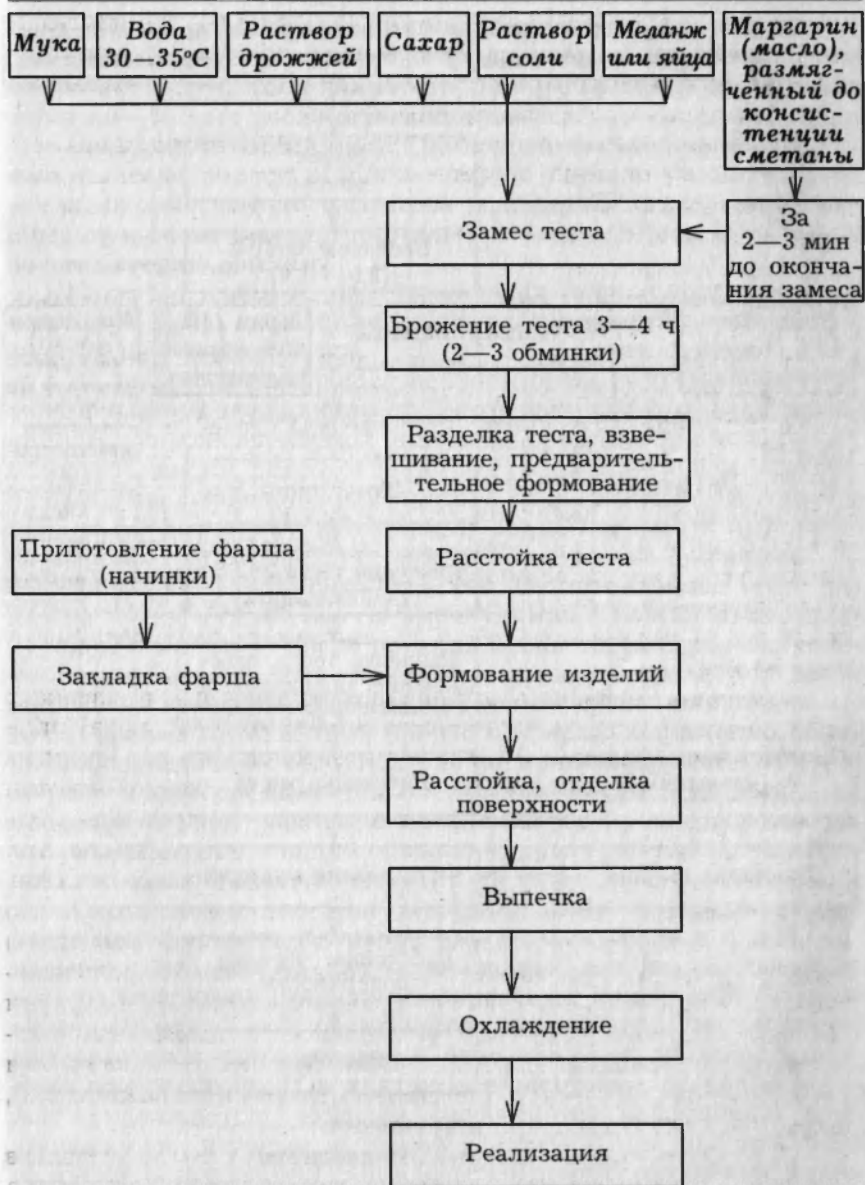 Мука
Вода
30—35°С
Раствор
дрожжей
Сахар
Раствор
соли
Меланж
или яйца
Маргарин
(масло),
размяг-
чённый до
консис-
тенции
сметаны
Замес теста
За
2—3 мин
до оконча-
ния замеса
Брожение теста 3—4 ч
(2—3 обминки)
Разделка теста, взве-
шивание, предваритель-
тельное формование
Приготовление фарша
(начинки)
Расстойка теста
Закладка фарша
Формование изделий
Расстойка, отделка
поверхности
Выпечка
Охлаждение
Реализация